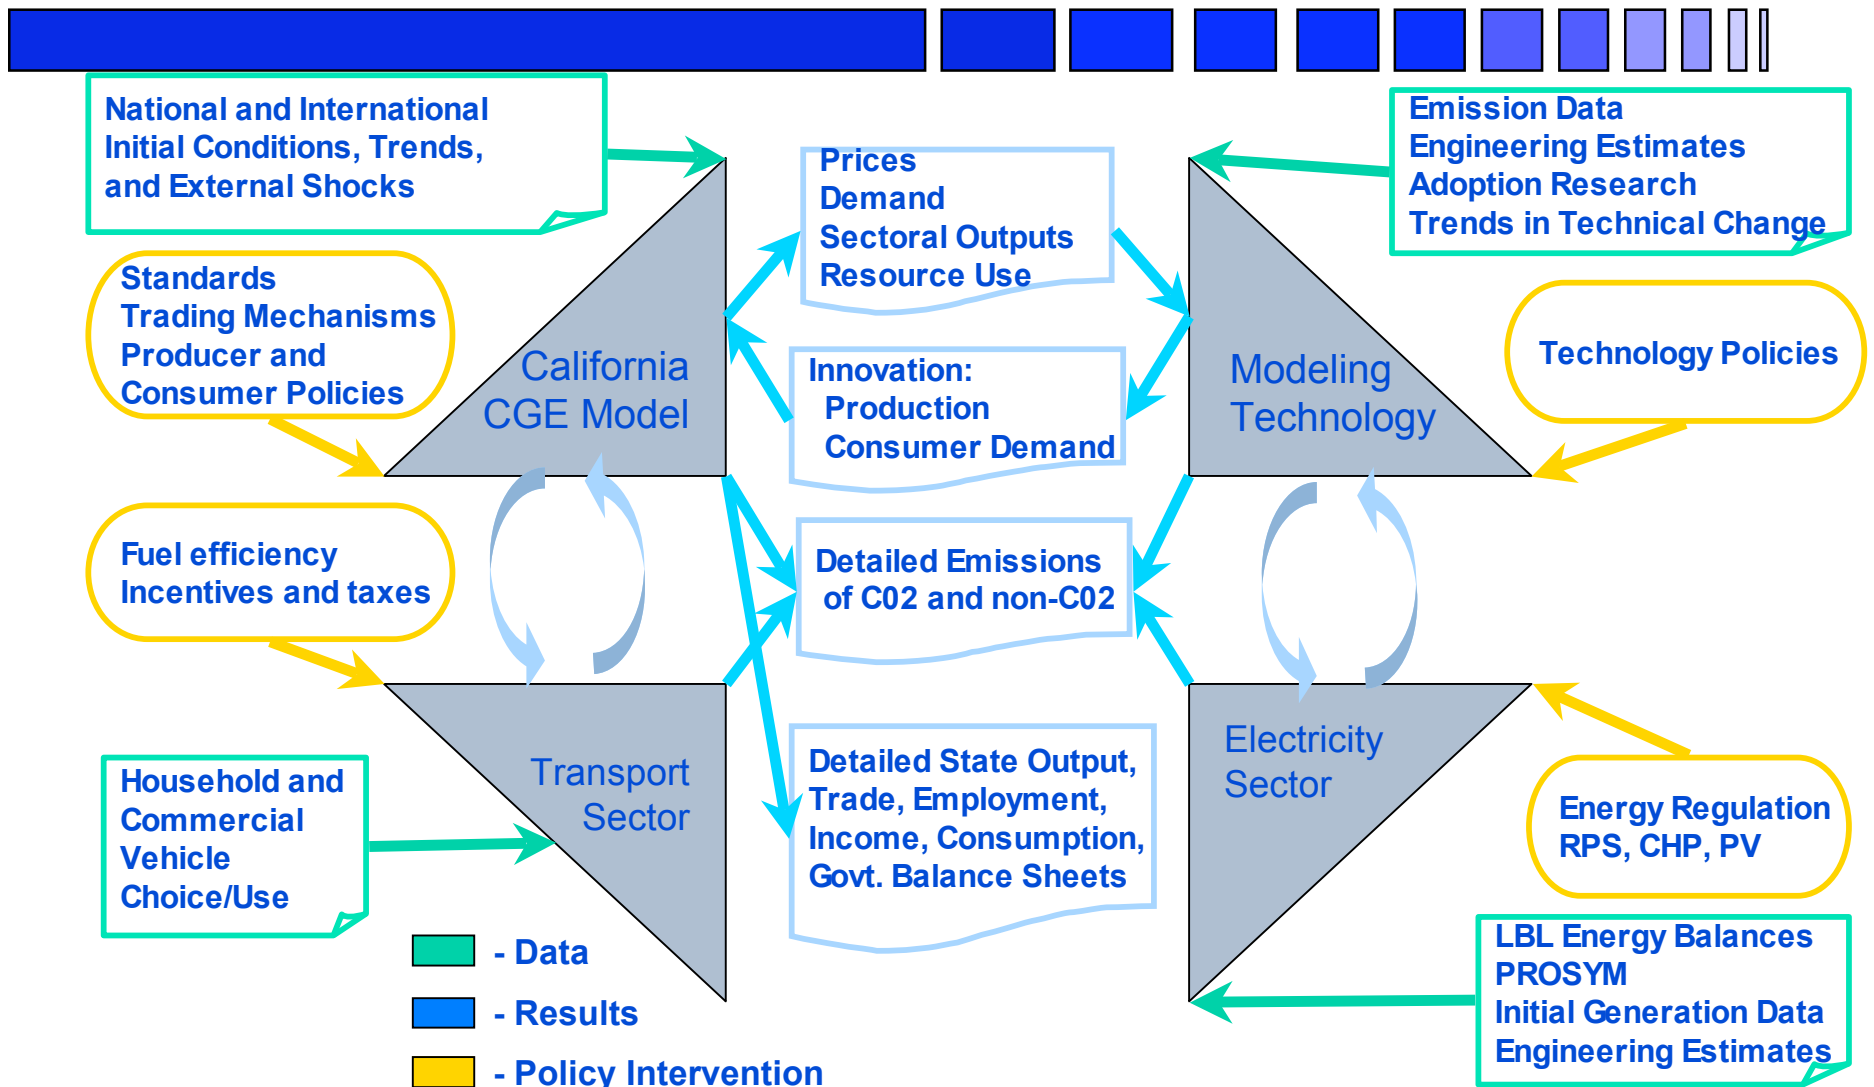 National and International
Initial Conditions, Trends,
and External Shocks
Standards
Trading Mechanisms
Producer and
Consumer Policies
Fuel efficiency
Incentives and taxes
Household and
Commercial
Vehicle
Choice/Use
California
CGE Model
Transport
Sector
Prices
Demand
Sectoral Outputs
Resource Use
Innovation:
Production
Consumer Demand
Detailed Emissions
of C02 and non-C02
Detailed State Output,
Trade, Employment,
Income, Consumption,
Govt. Balance Sheets
Modeling
Technology
Electricity
Sector
Emission Data
Engineering Estimates
Adoption Research
Trends in Technical Change
Technology Policies
Energy Regulation
RPS, CHP, PV
LBL Energy Balances
PROSYM
Initial Generation Data
Engineering Estimates
- Data
- Results
- Policy Intervention